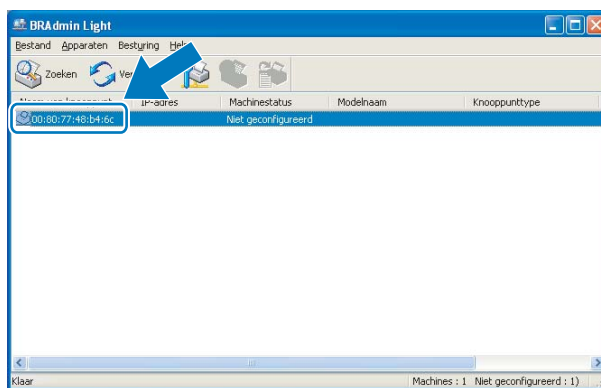 BRAdmin Light
Bestand Apparaten Besturing Help
Zoeken
IP-adres Machinestatus Modelnaam Knooppunttype
00:80:77:48:b4:6c Niet geconfigureerd
Klaar Machines : 1 Niet geconfigureerd : 1)